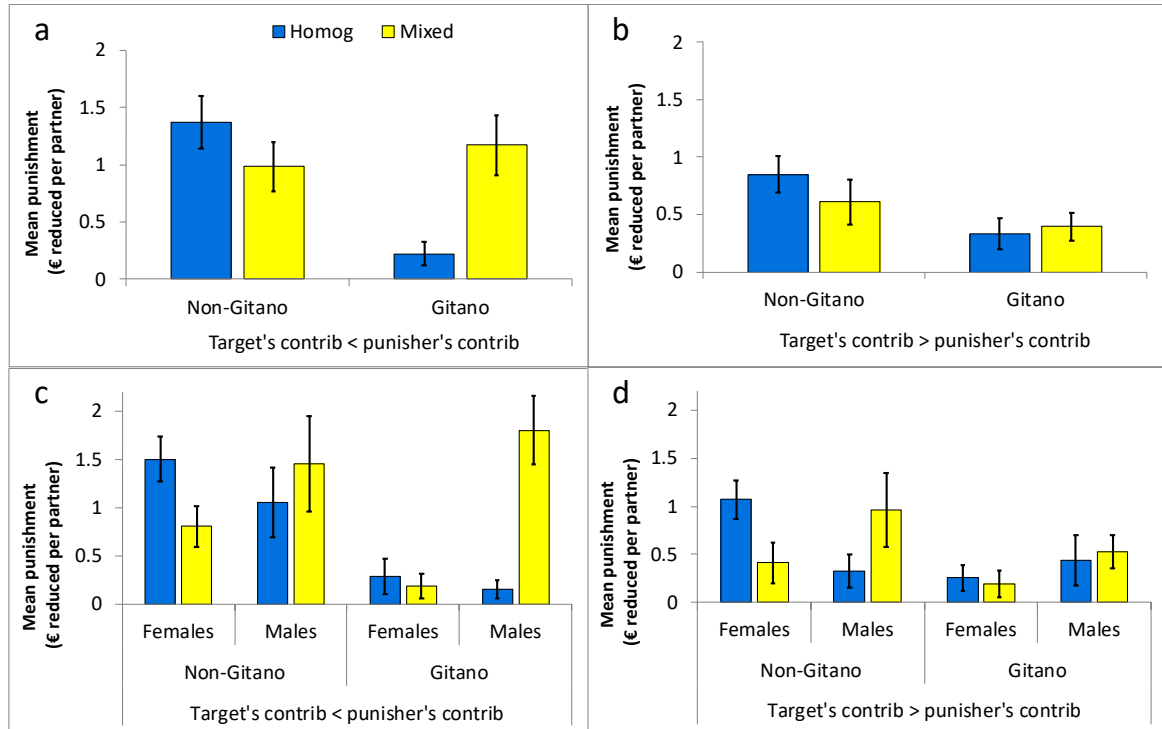 a
Homog Mixed
Mean punishment
(€ reduced per partner)
2
1.5
1
0.5
0
Non-Gitano Gitano
Target's contrib < punisher's contrib
b
Mean punishment
(€ reduced per partner)
2
1.5
1
0.5
0
Non-Gitano Gitano
Target's contrib > punisher's contrib
c
Mean punishment
(€ reduced per partner)
2
1.5
1
0.5
0
Females Males Females Males
Non-Gitano Gitano
Target's contrib < punisher's contrib
d
Mean punishment
(€ reduced per partner)
2
1.5
1
0.5
0
Females Males Females Males
Non-Gitano Gitano
Target's contrib > punisher's contrib